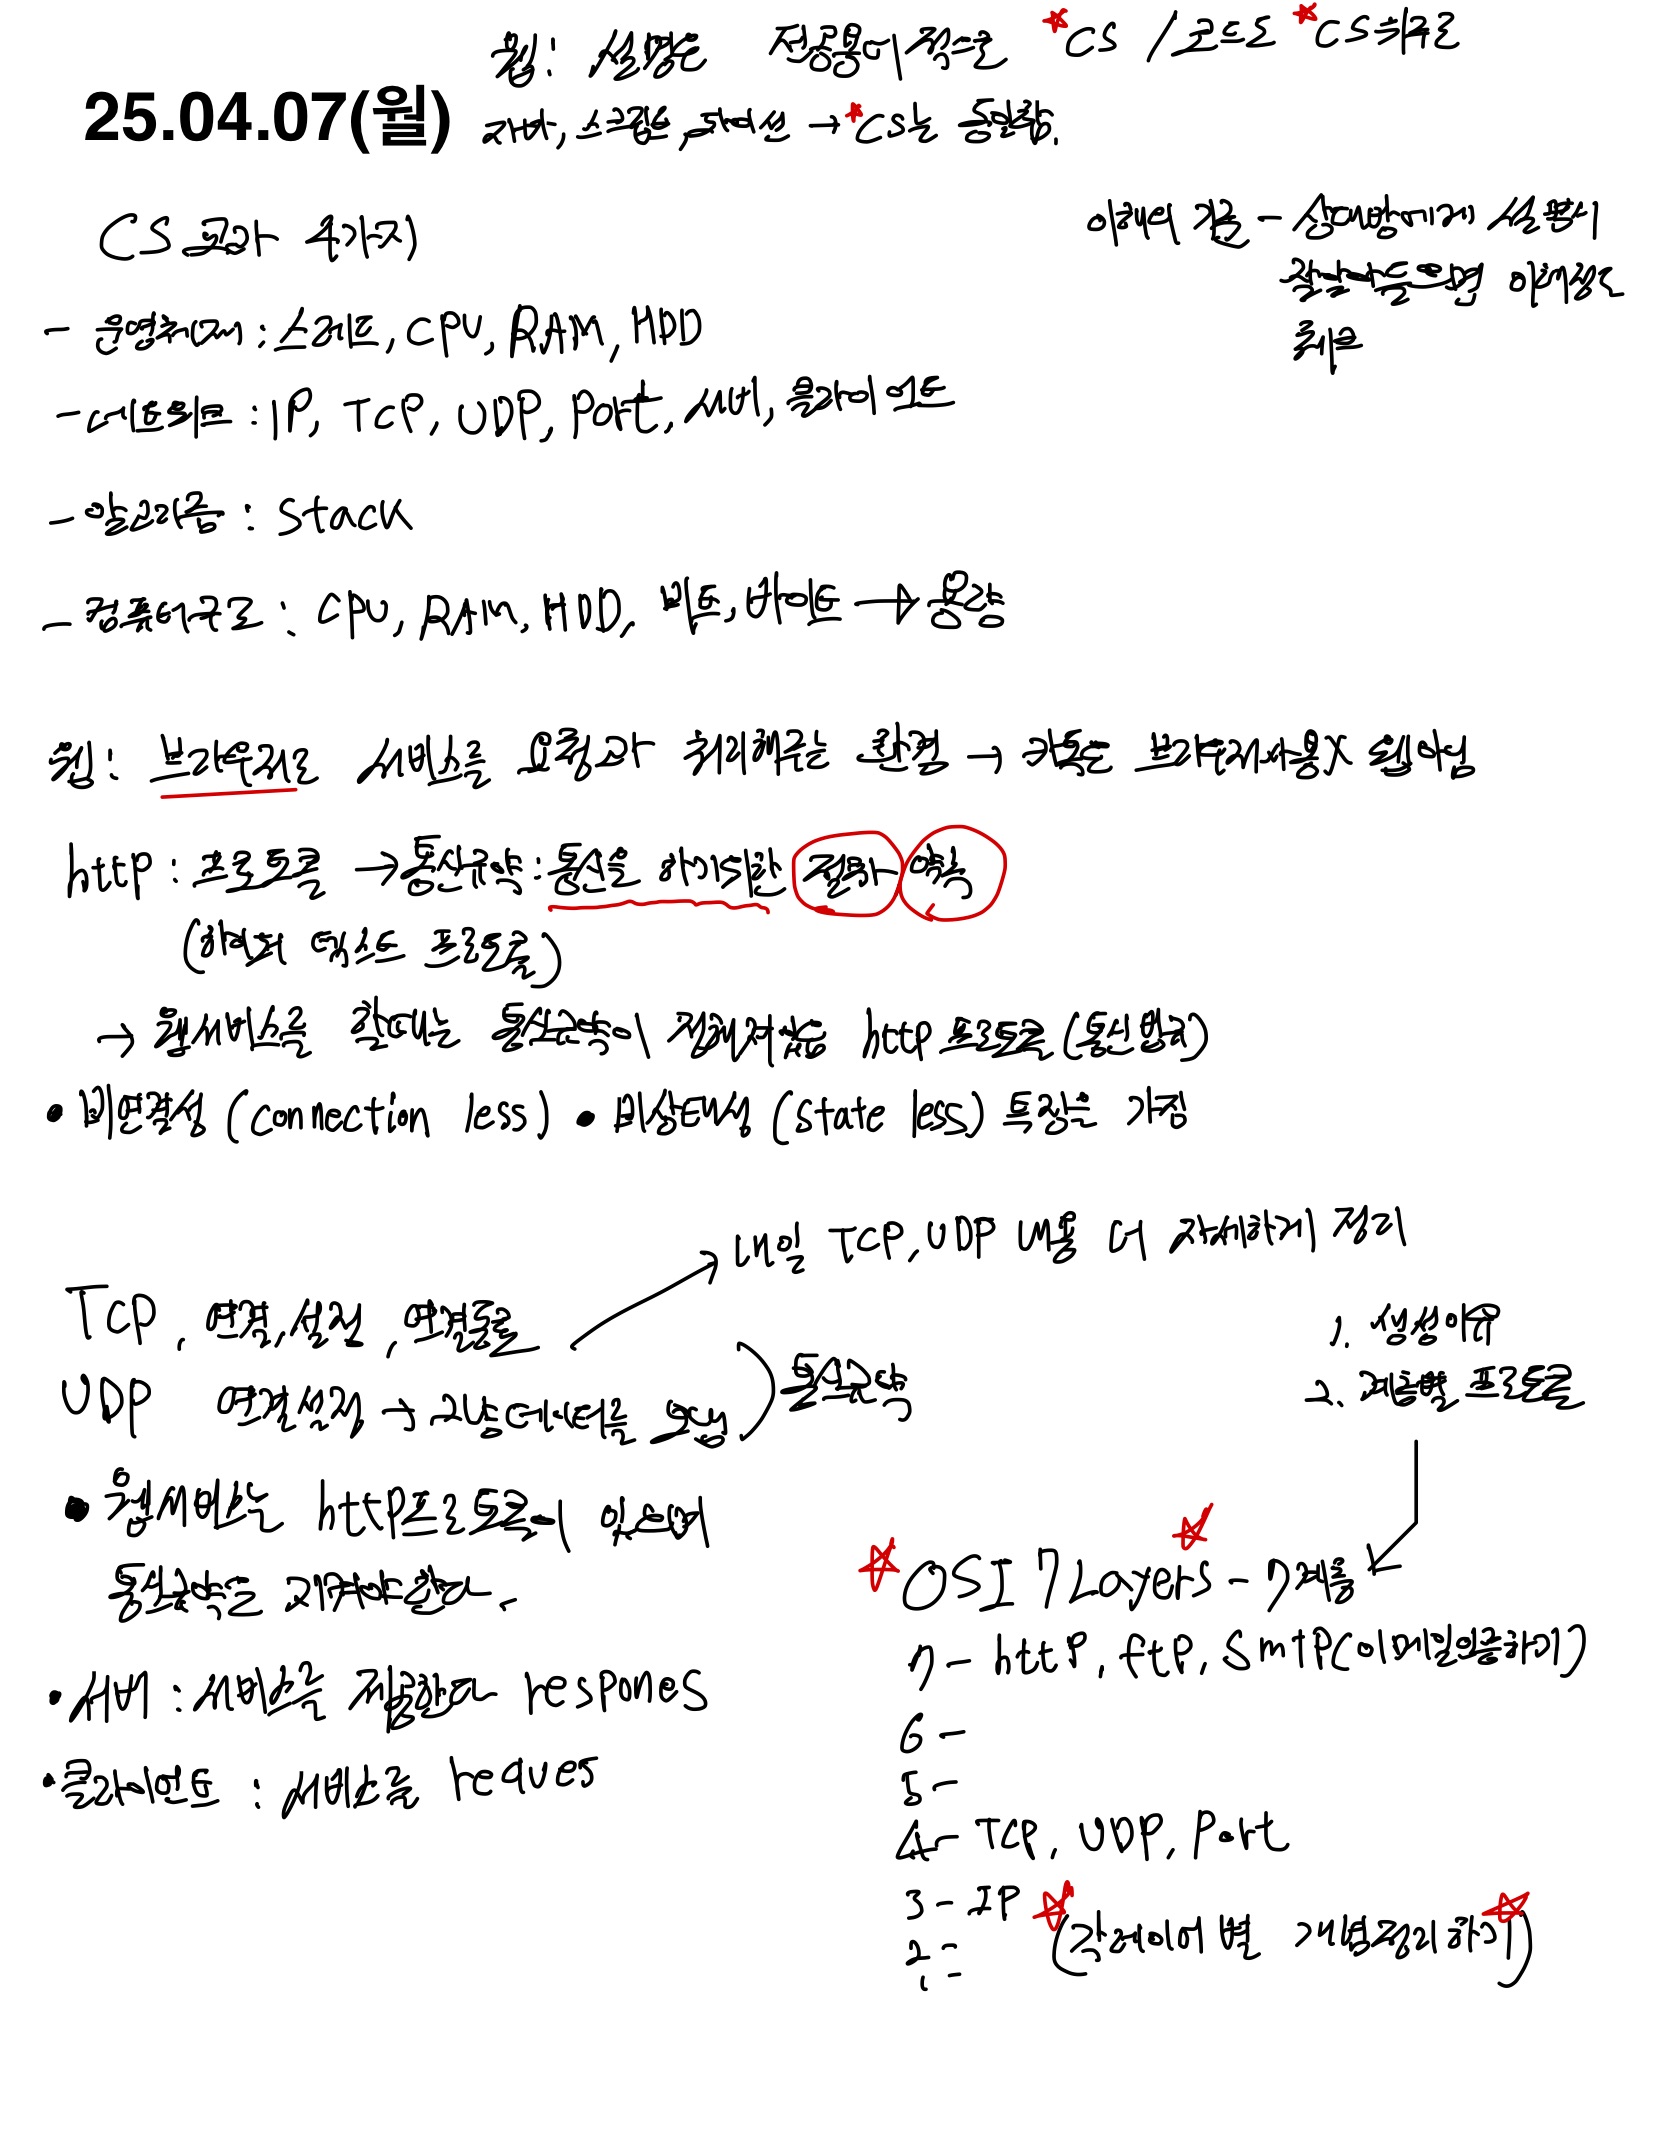 웹: 설명은 전공용어적으로 CS / 코드도 CS위주로
25.04.07(월)
자바, 스크립트, 파이썬 → CS는 동일함.
CS 교과 4가지
이해의 기준 - 상대방에게 설명시
잘알아들으면 이해정도
레프
- 운영체제 : 스레드, CPU, RAM, HDD
- 네트워크 : IP, TCP, UDP, Port, 서버, 클라이언트
- 알고리즘 : stack
- 컴퓨터구조 : CPU, RAM, HDD, 비트, 바이트 → 용량
웹: 브라우저로 서비스를 요청과 처리해주는 환경 → 카톡는 브라우저사용X 웹아님
http : 프로토콜 → 통신규약 : 통신을 하기위한 절차 약속
(하이퍼 텍스트 프로토콜)
→ 웹서비스를 할때는 통신규약이 정해져있음 http 프로토콜 (통신법규)
• 비연결성 (connection less) • 비상태성 (state less) 특징은 가짐
내일 TCP, UDP 내용 더 자세하게 정리
TCP, 연결, 설정, 연결통로
UDP 연결설정 → 그냥데이터를 보냄
통신규약
1. 생성이유
2. 계층별 프로토콜
• 웹서비스는 http프로토콜이 있으며
통신규약을 지켜야한다.
• 서버 : 서비스를 제공한다 respones
• 클라이언트 : 서비스를 reques
OSI 7 Layers - 7계층
7 - http, ftp, smtp(이메일인증하기)
6 -
5 -
4 - TCP, UDP, Port
3 - IP
2 -
1 -
(각레이어별 개념정리하기)